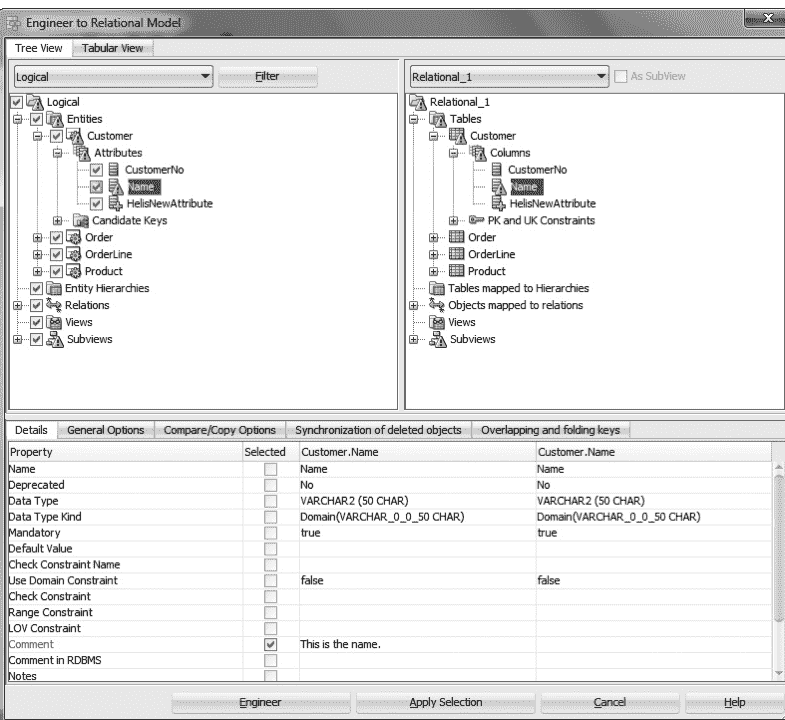 Engineer to Relational Model
Tree View Tabular View
Logical Filter
Relational_1 As SubView
Logical
Entities
Customer
Attributes
CustomerNo
Name
HelisNewAttribute
Candidate Keys
Order
OrderLine
Product
Entity Hierarchies
Relations
Views
Subviews
Relational_1
Tables
Customer
Columns
CustomerNo
Name
HelisNewAttribute
PK and UK Constraints
Order
OrderLine
Product
Tables mapped to Hierarchies
Objects mapped to relations
Views
Subviews
Details General Options Compare/Copy Options Synchronization of deleted objects Overlapping and folding keys
Property Selected Customer.Name Customer.Name
Name Name Name
Deprecated No No
Data Type VARCHAR2 (50 CHAR) VARCHAR2 (50 CHAR)
Data Type Kind Domain(VARCHAR_0_0_50 CHAR) Domain(VARCHAR_0_0_50 CHAR)
Mandatory true true
Default Value
Check Constraint Name
Use Domain Constraint false false
Check Constraint
Range Constraint
LOV Constraint
Comment This is the name.
Comment in RDBMS
Notes
Engineer Apply Selection Cancel Help